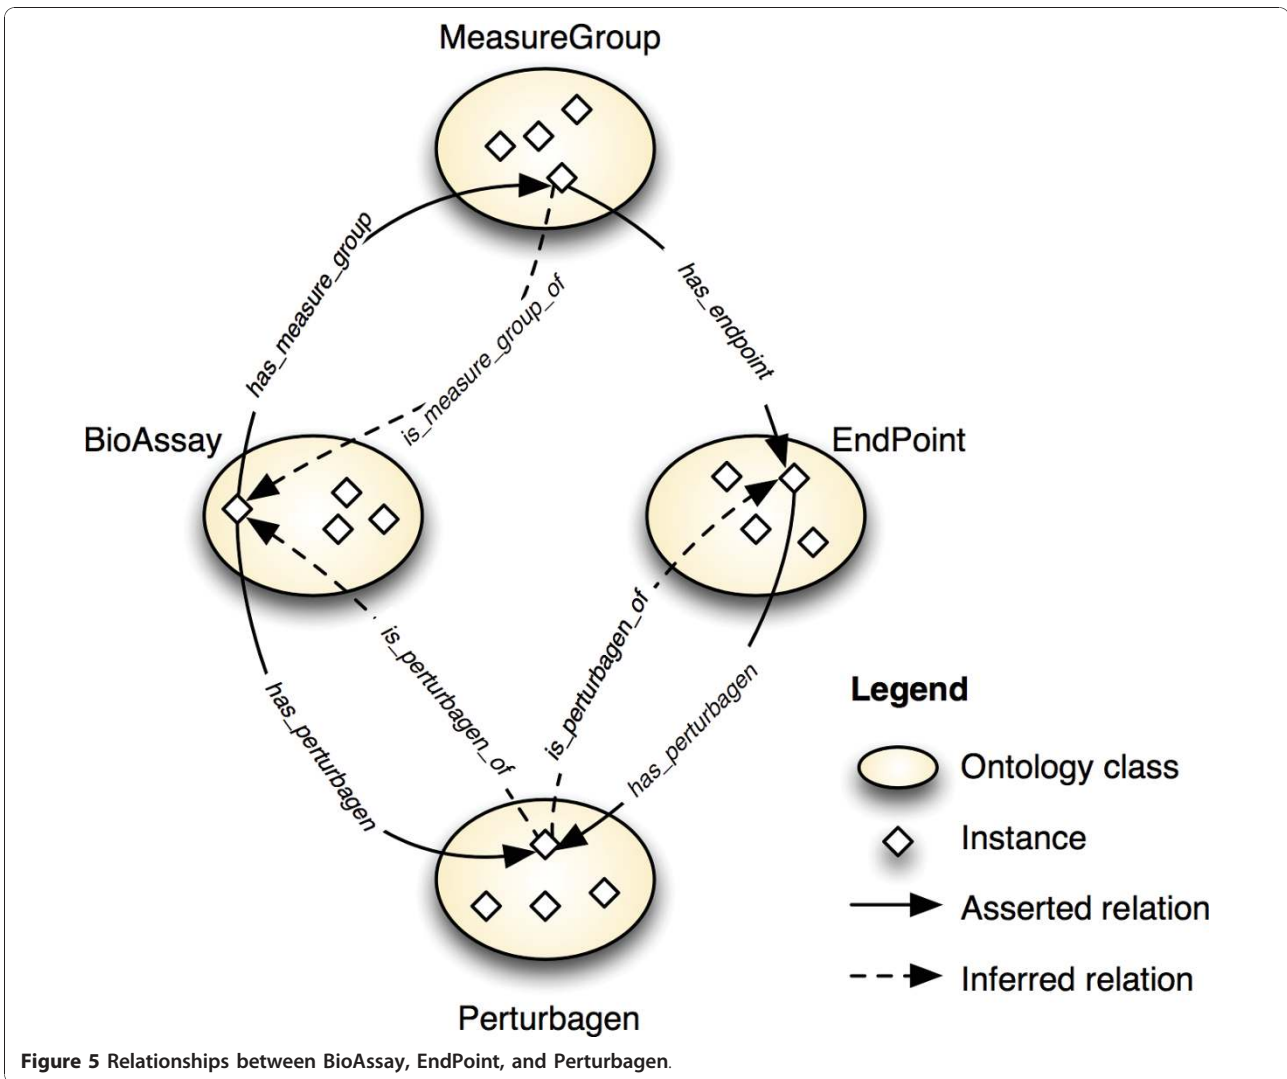 MeasureGroup
has_measure_group
is_measure_group_of
has_endpoint
BioAssay
EndPoint
is_perturbagen_of
is_perturbagen_of
has_perturbagen
has_perturbagen
Perturbagen
Legend
Ontology class
Instance
Asserted relation
Inferred relation
Figure 5 Relationships between BioAssay, EndPoint, and Perturbagen.